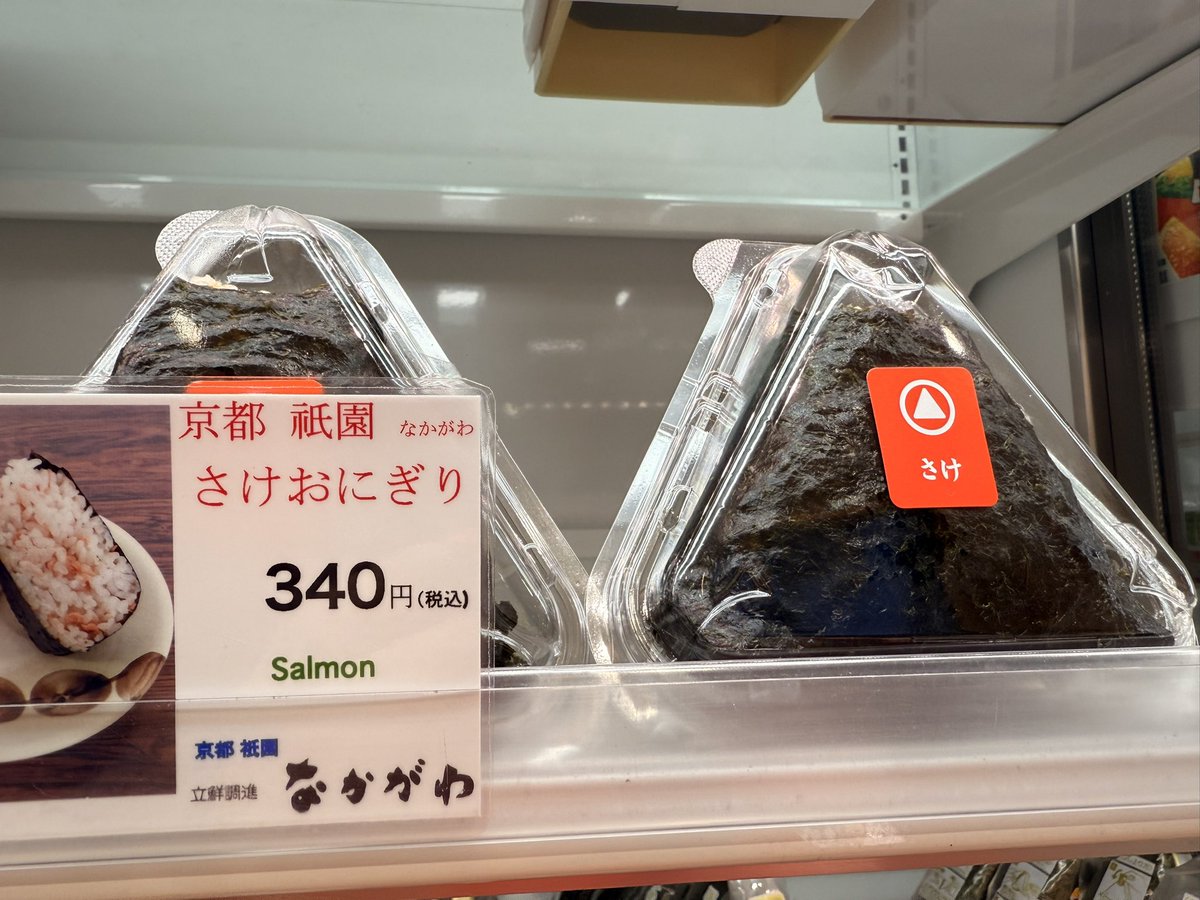 京都 祇園 なかがわ
さけおにぎり
340円(税込)
Salmon
京都 祇園
立鮮調進 なかがわ
さけ